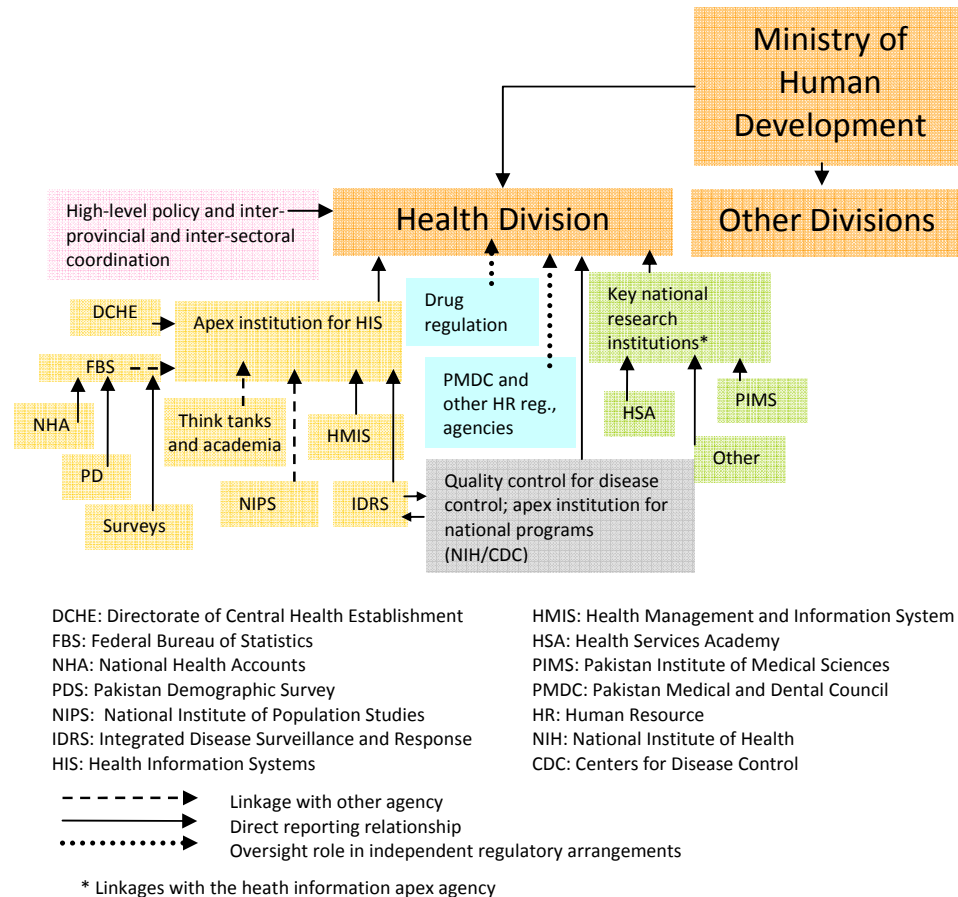 Ministry of
Human
Development
High-level policy and inter-
provincial and inter-sectoral
coordination
Health Division
Other Divisions
DCHE
Apex institution for HIS
Drug
regulation
Key national
research
institutions*
FBS
NHA
PD
Surveys
Think tanks
and academia
NIPS
HMIS
IDRS
PMDC and
other HR reg.,
agencies
HSA
PIMS
Other
Quality control for disease
control; apex institution for
national programs
(NIH/CDC)
DCHE: Directorate of Central Health Establishment
FBS: Federal Bureau of Statistics
NHA: National Health Accounts
PDS: Pakistan Demographic Survey
NIPS: National Institute of Population Studies
IDRS: Integrated Disease Surveillance and Response
HIS: Health Information Systems
HMIS: Health Management and Information System
HSA: Health Services Academy
PIMS: Pakistan Institute of Medical Sciences
PMDC: Pakistan Medical and Dental Council
HR: Human Resource
NIH: National Institute of Health
CDC: Centers for Disease Control
Linkage with other agency
Direct reporting relationship
Oversight role in independent regulatory arrangements
* Linkages with the heath information apex agency